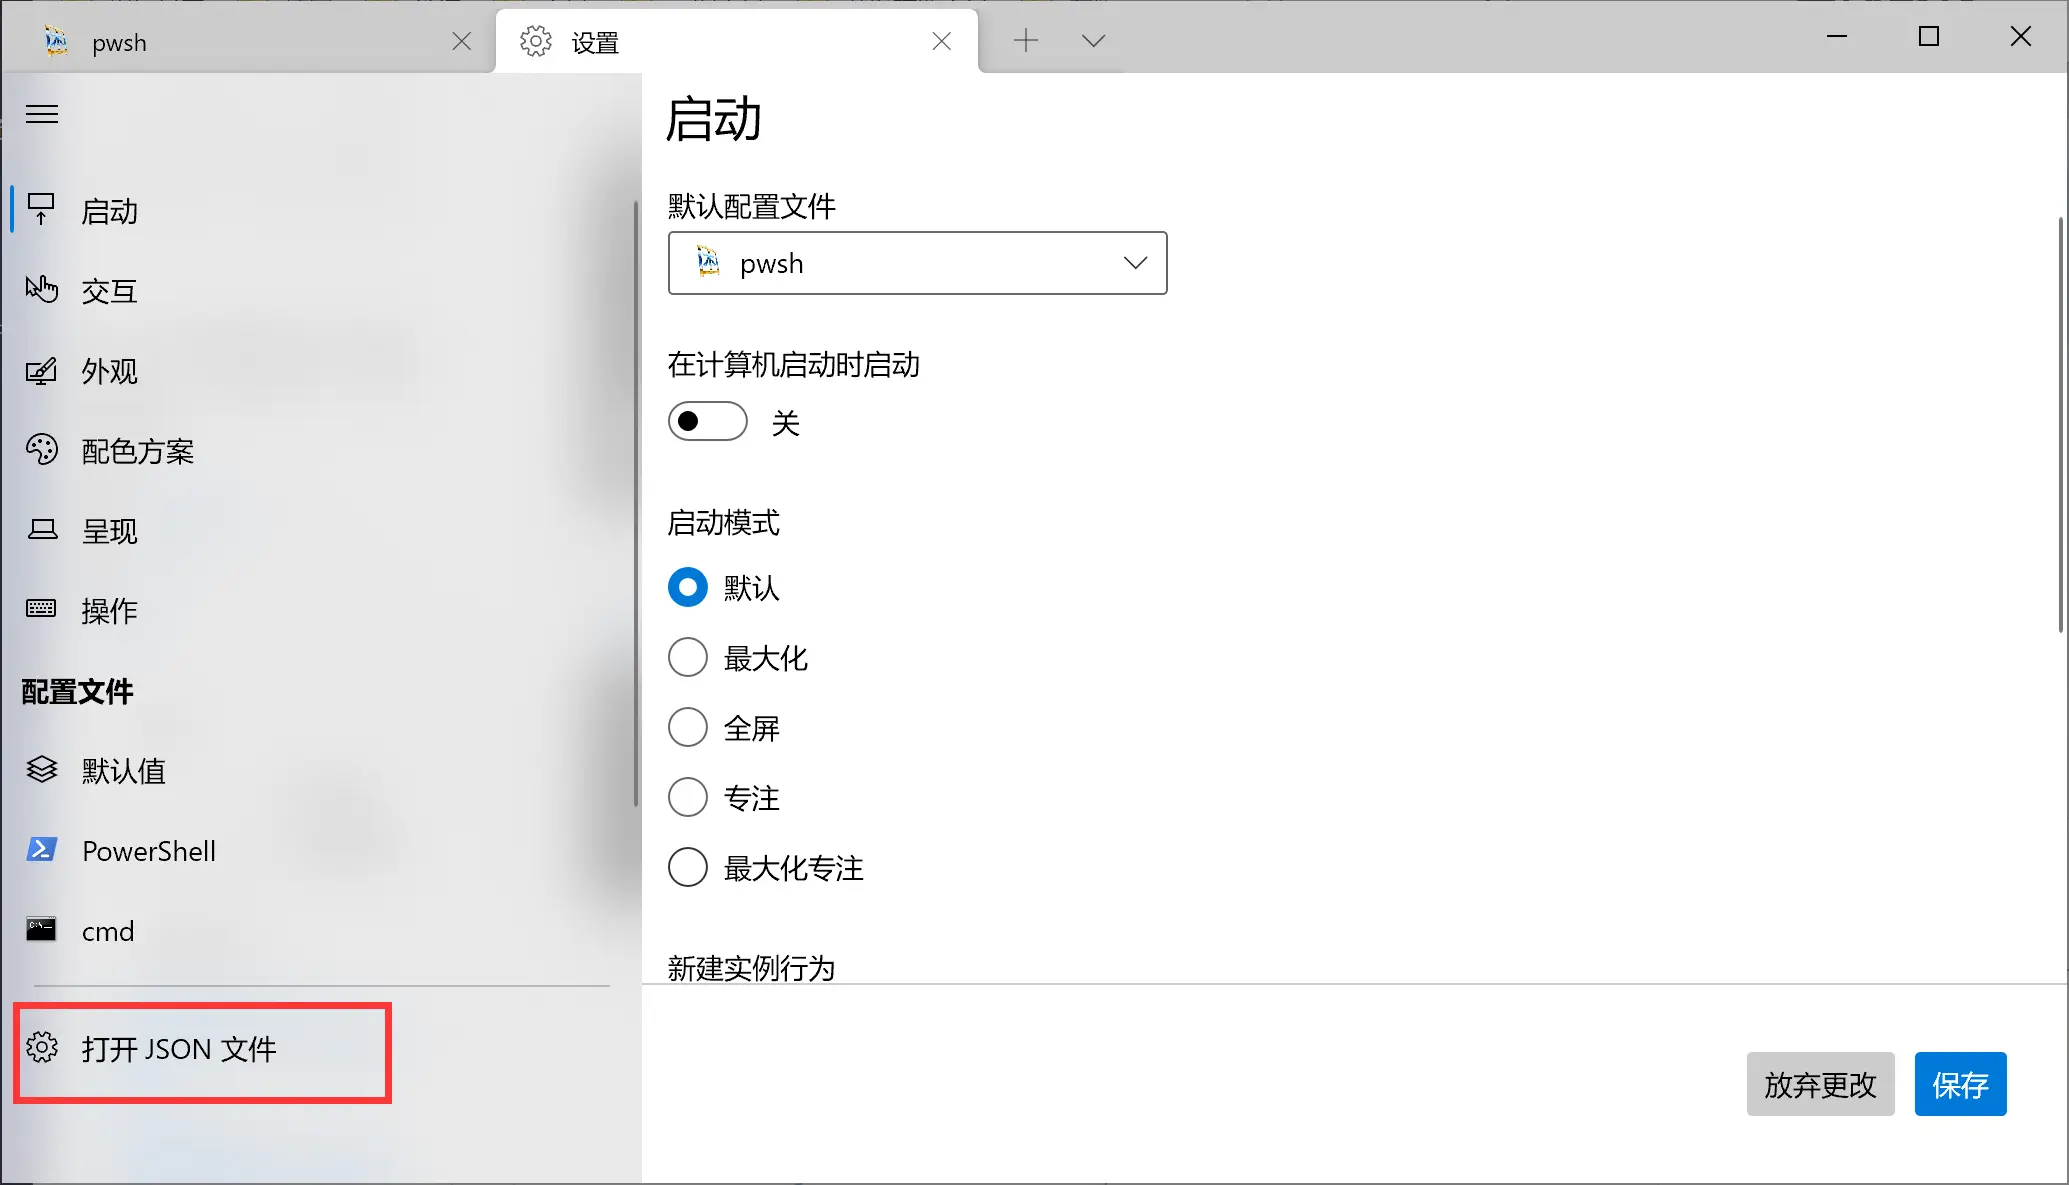 pwsh
设置
启动
交互
外观
配色方案
呈现
操作
配置文件
默认值
PowerShell
cmd
打开 JSON 文件
启动
默认配置文件
pwsh
在计算机启动时启动
关
启动模式
默认
最大化
全屏
专注
最大化专注
新建实例行为
放弃更改
保存